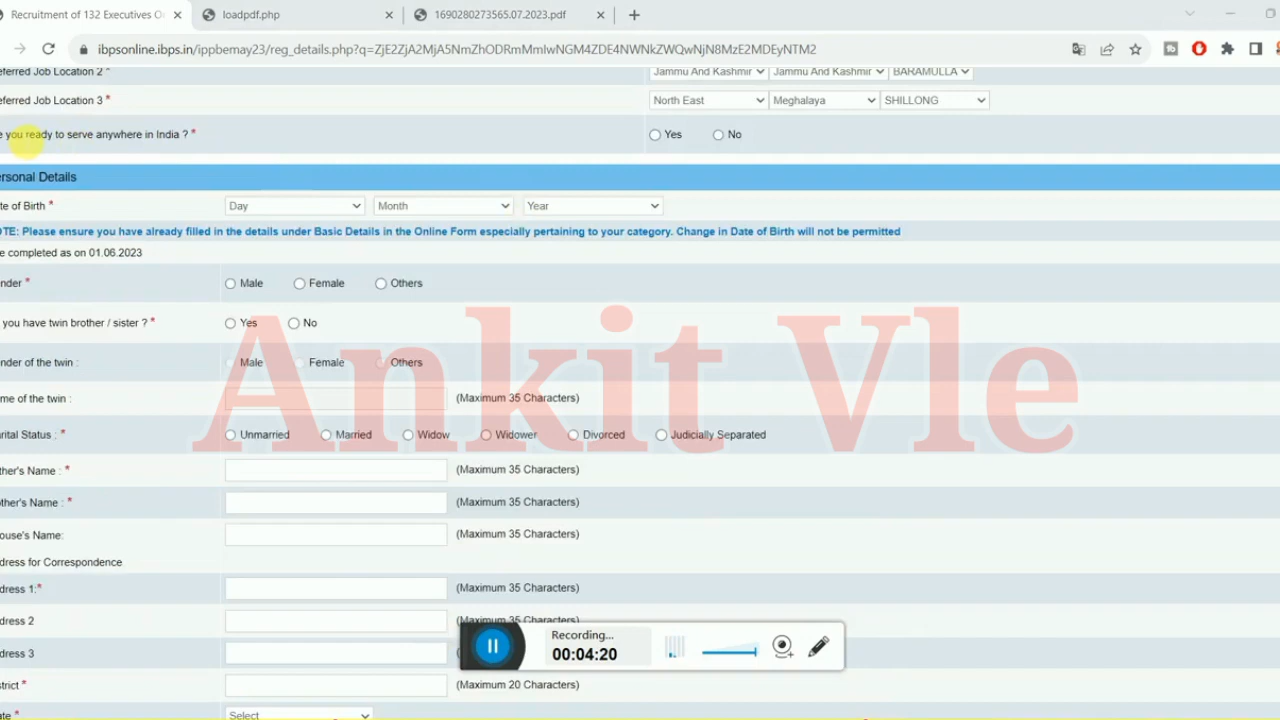 Recruitment of 132 Executives O
loadpdf.php
1690280273565.07.2023.pdf
ibpsonline.ibps.in/ippbemay23/reg_details.php?q=ZjE2ZjA2MjA5NmZhODRmMmIwNGM4ZDE4NWNkZWQwNjN8MzE2MDEyNTM2
eferred Job Location 2 * Jammu And Kashmir Jammu And Kashmir BARAMULLA
eferred Job Location 3 * North East Meghalaya SHILLONG
e you ready to serve anywhere in India ? * Yes No
ersonal Details
te of Birth * Day Month Year
OTE: Please ensure you have already filled in the details under Basic Details in the Online Form especially pertaining to your category. Change in Date of Birth will not be permitted
e completed as on 01.06.2023
nder * Male Female Others
you have twin brother / sister ? * Yes No
nder of the twin : Male Female Others
me of the twin : (Maximum 35 Characters)
Ankit Vle
arital Status : * Unmarried Married Widow Widower Divorced Judicially Separated
ther's Name : * (Maximum 35 Characters)
other's Name : * (Maximum 35 Characters)
ouse's Name: (Maximum 35 Characters)
dress for Correspondence
dress 1:* (Maximum 35 Characters)
dress 2 (Maximum 35 Characters)
Recording...
00:04:20
dress 3
strict * (Maximum 20 Characters)
ate * Select